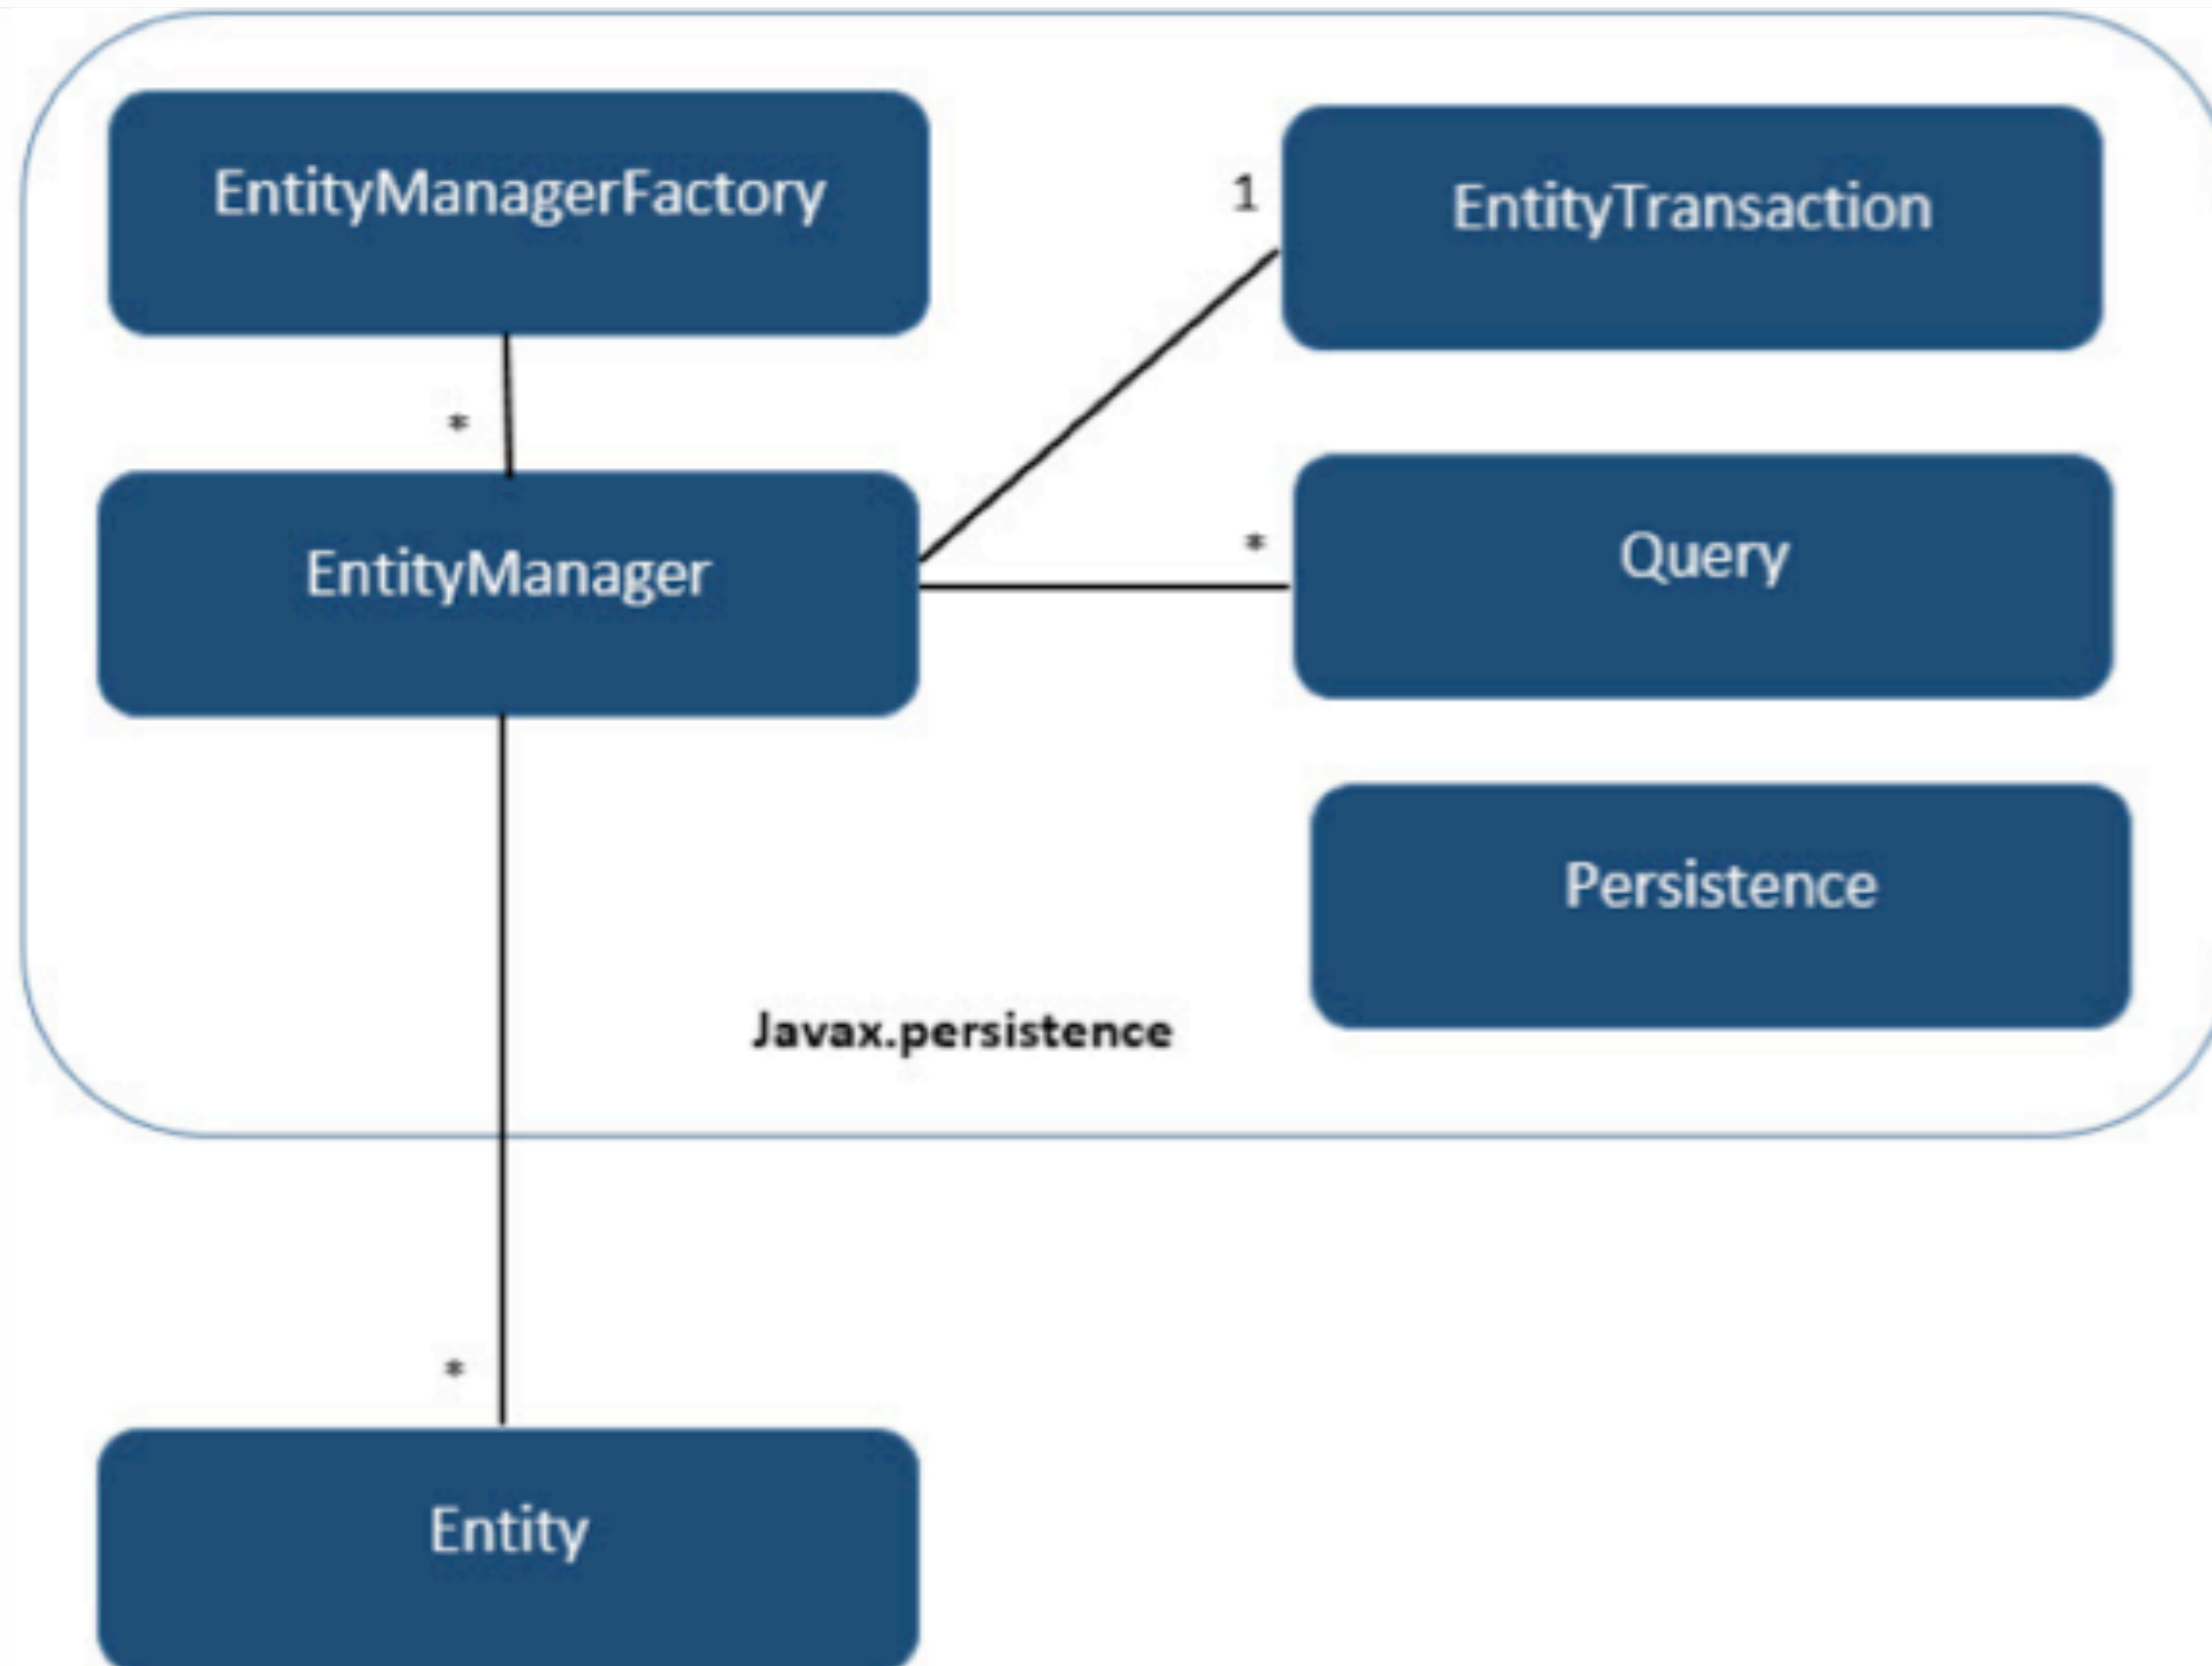 EntityManagerFactory
1
EntityTransaction
*
EntityManager
*
Query
Persistence
Javax.persistence
*
Entity